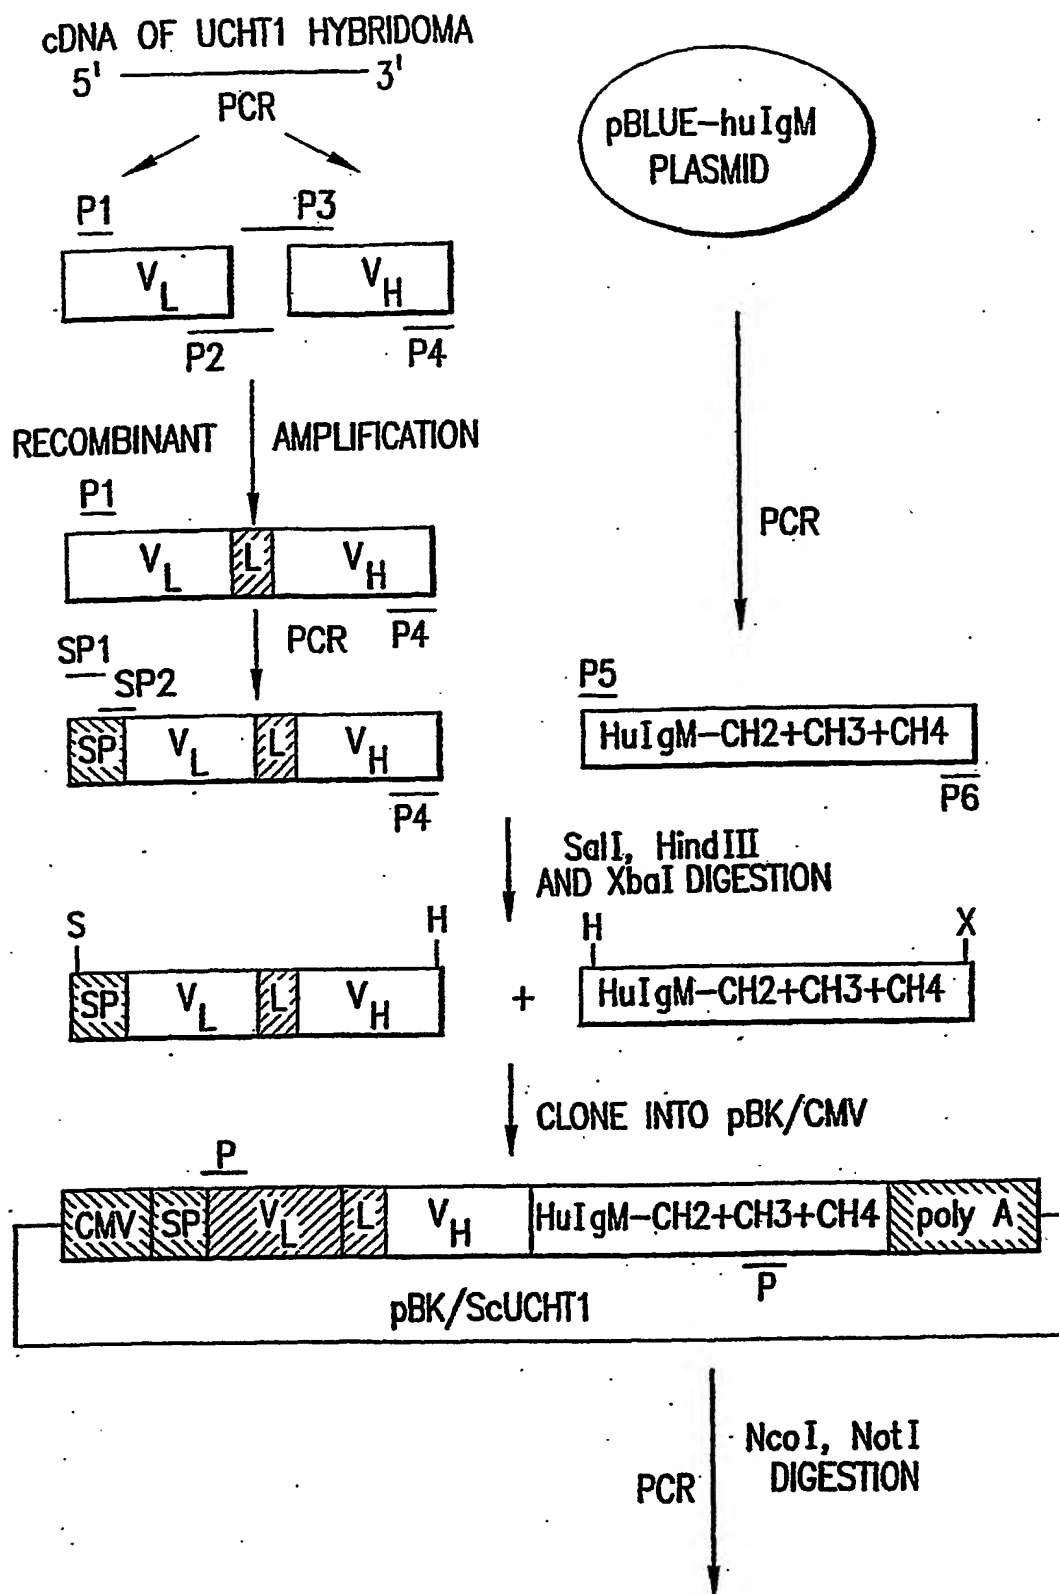 cDNA OF UCHT1 HYBRIDOMA
5' 3'
PCR
P1 P3
VL VH
P2 P4
RECOMBINANT AMPLIFICATION
P1
VL L VH
P4
PCR
SP1
SP2
SP VL L VH
P4
pBLUE-huIgM
PLASMID
PCR
P5
HuIgM-CH2+CH3+CH4
P6
SalI, HindIII
AND XbaI DIGESTION
S H H X
SP VL L VH + HuIgM-CH2+CH3+CH4
CLONE INTO pBK/CMV
P
CMV SP VL L VH HuIgM-CH2+CH3+CH4 poly A
P
pBK/ScUCHT1
NcoI, NotI
DIGESTION
PCR